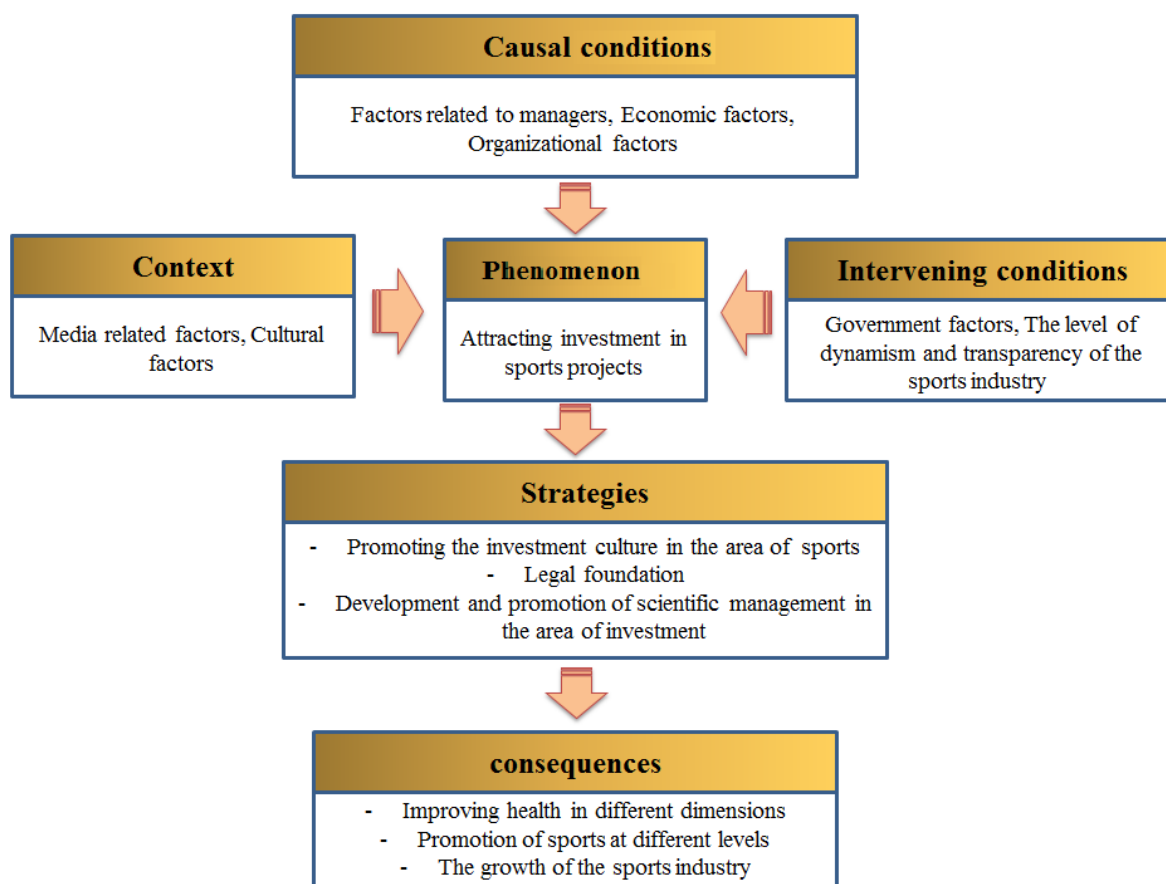 Causal conditions
Factors related to managers, Economic factors,
Organizational factors
Context
Media related factors, Cultural
factors
Phenomenon
Attracting investment in
sports projects
Intervening conditions
Government factors, The level of
dynamism and transparency of the
sports industry
Strategies
- Promoting the investment culture in the area of sports
- Legal foundation
- Development and promotion of scientific management in
the area of investment
consequences
- Improving health in different dimensions
- Promotion of sports at different levels
- The growth of the sports industry